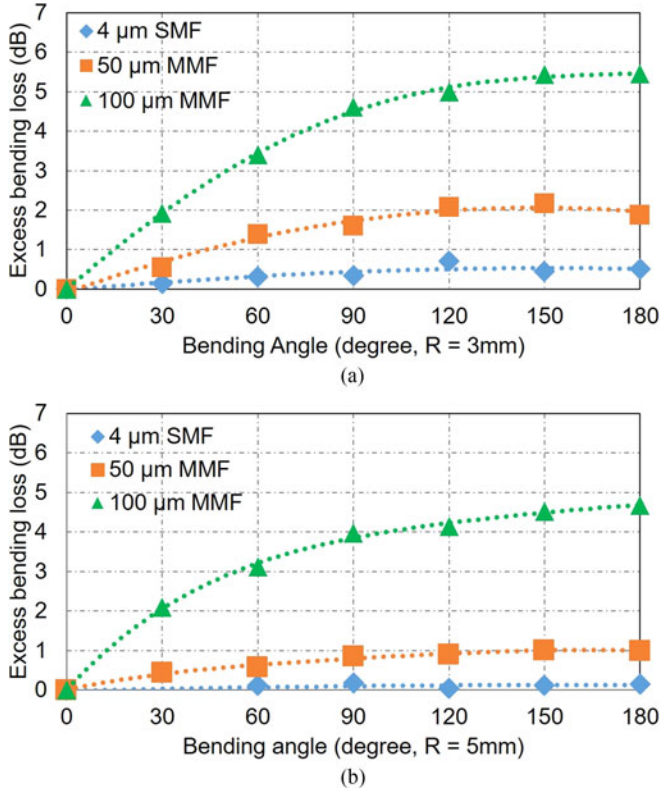 7
6
5
4
3
2
1
0
Excess bending loss (dB)
4 µm SMF
50 µm MMF
100 µm MMF
0 30 60 90 120 150 180
Bending Angle (degree, R = 3mm)
(a)
7
6
5
4
3
2
1
0
Excess bending loss (dB)
4 µm SMF
50 µm MMF
100 µm MMF
0 30 60 90 120 150 180
Bending angle (degree, R = 5mm)
(b)